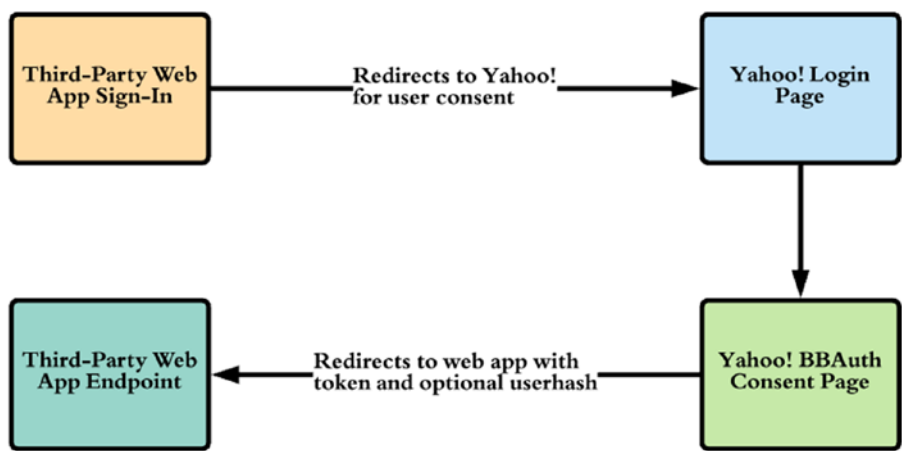 Third-Party Web
App Sign-In
Redirects to Yahoo!
for user consent
Yahoo! Login
Page
Third-Party Web
App Endpoint
Redirects to web app with
token and optional userhash
Yahoo! BBAuth
Consent Page